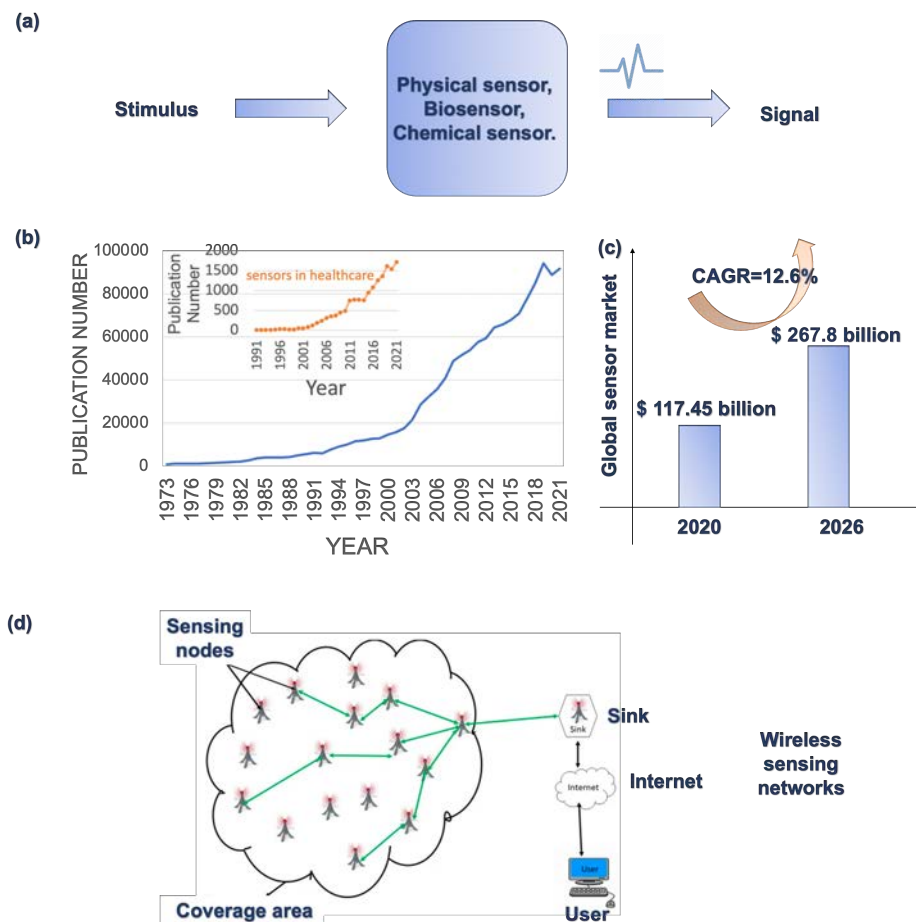 (a)
Stimulus
Physical sensor,
Biosensor,
Chemical sensor.
Signal
(b)
PUBLICATION NUMBER
100000
80000
60000
40000
20000
0
1973
1976
1979
1982
1985
1988
1991
1994
1997
2000
2003
2006
2009
2012
2015
2018
2021
YEAR
Publication
Number
2000
1500
1000
500
0
sensors in healthcare
1991
1996
2001
2006
2011
2016
2021
Year
(c)
Global sensor market
CAGR=12.6%
$ 117.45 billion
$ 267.8 billion
2020
2026
(d)
Sensing
nodes
Coverage area
Sink
Sink
Internet
Internet
User
User
Wireless
sensing
networks